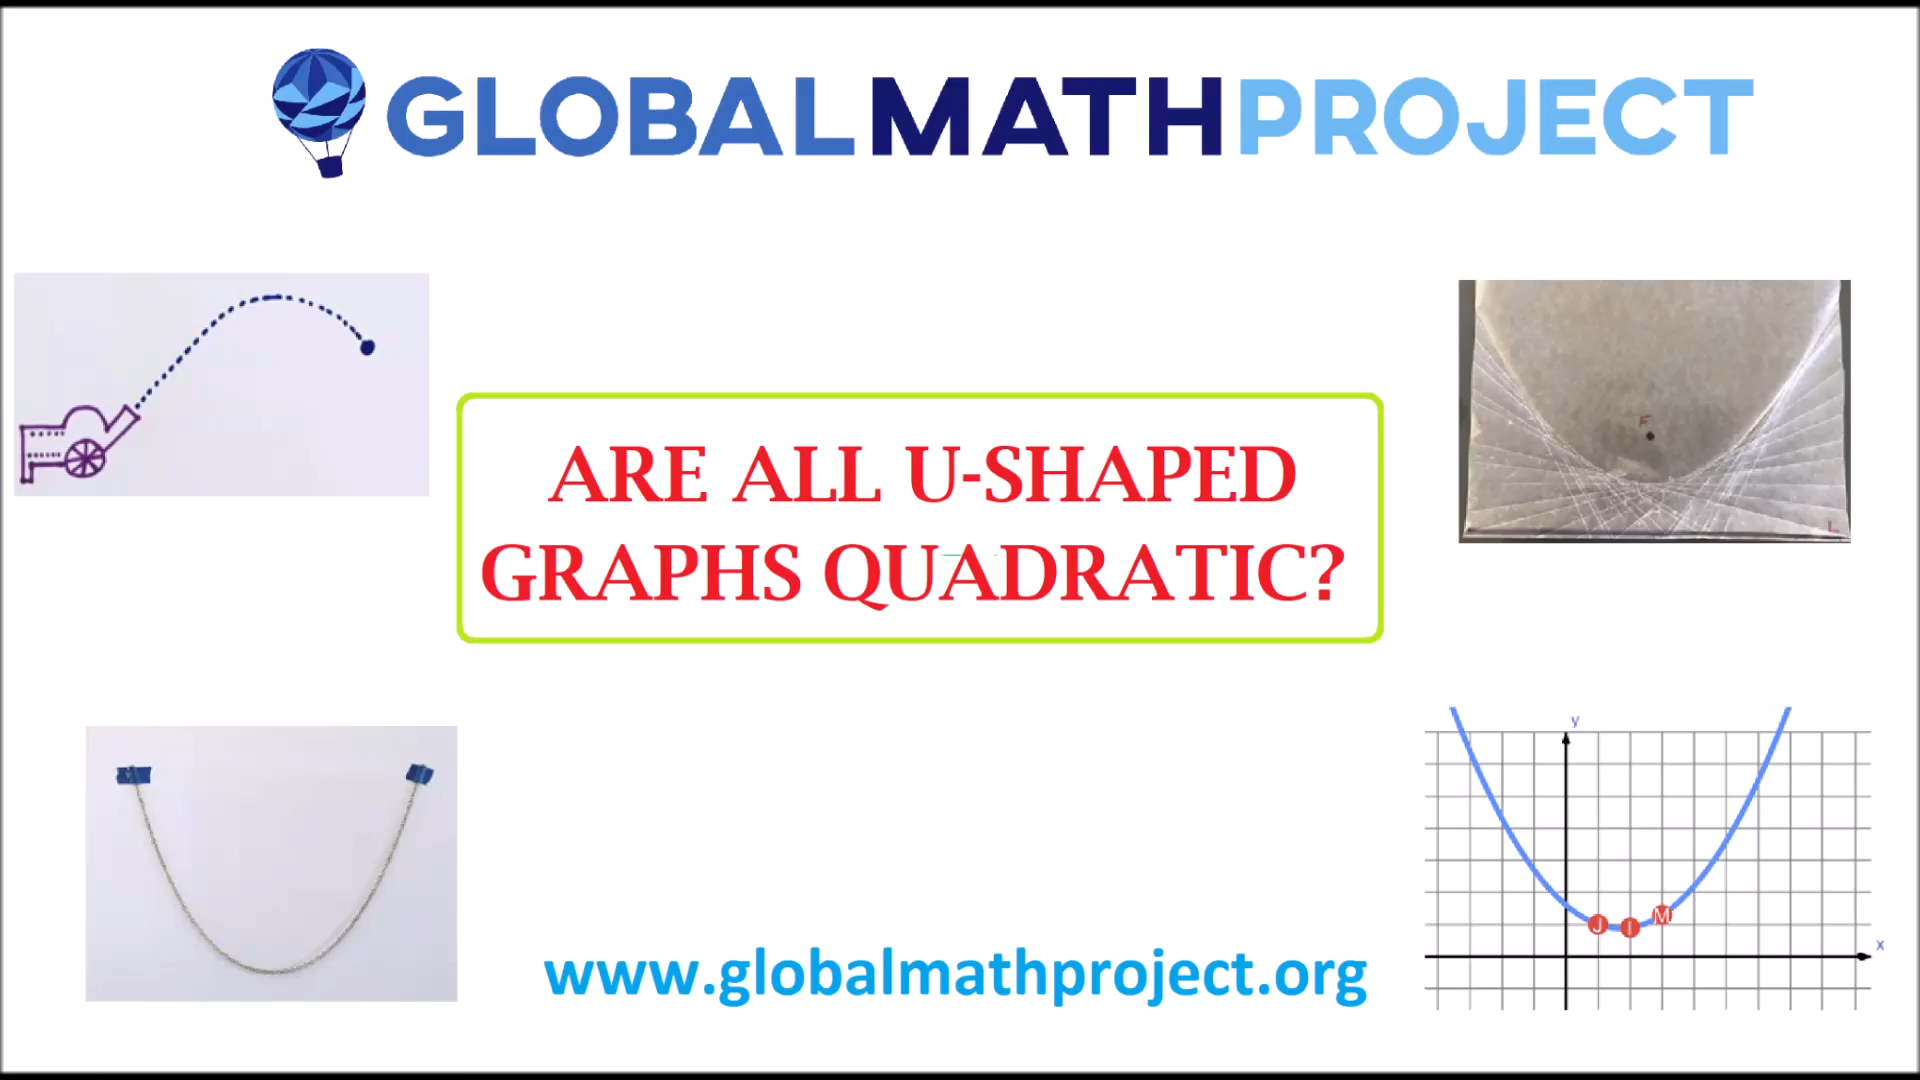 GLOBALMATHPROJECT
F
L
ARE ALL U-SHAPED
GRAPHS QUADRATIC?
y
J I M
x
www.globalmathproject.org